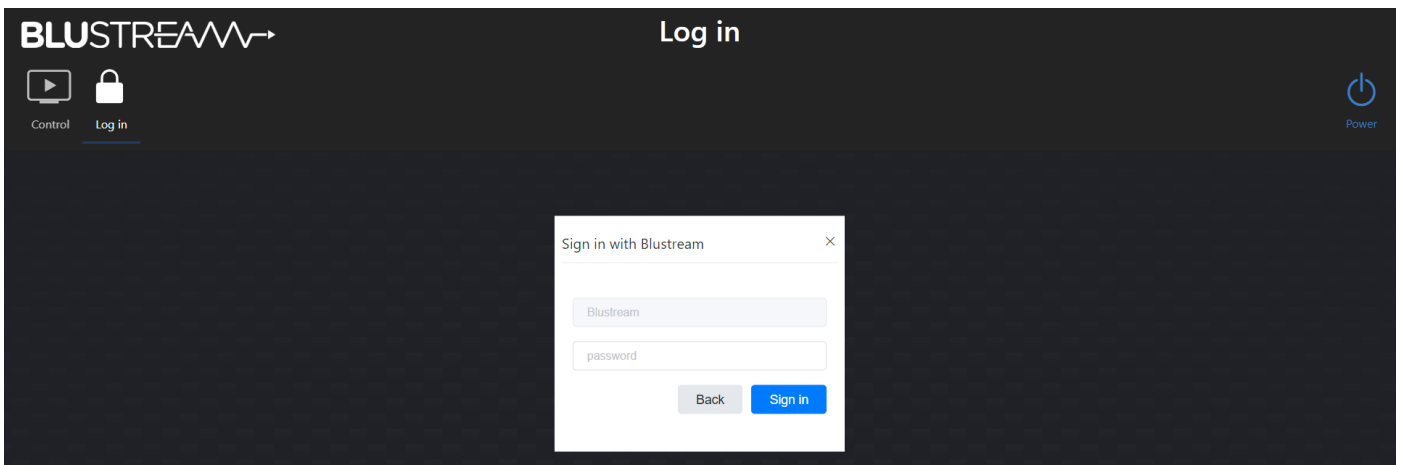 BLUSTREAM
Log in
Control
Log in
Power
Sign in with Blustream
Blustream
password
Back
Sign in